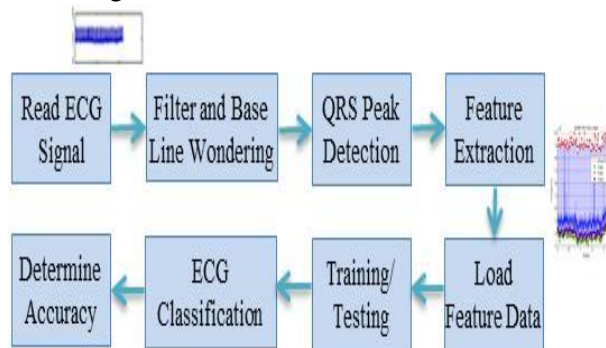 Read ECG
Signal
Filter and Base
Line Wondering
QRS Peak
Detection
Feature
Extraction
Load
Feature Data
Training/
Testing
ECG
Classification
Determine
Accuracy